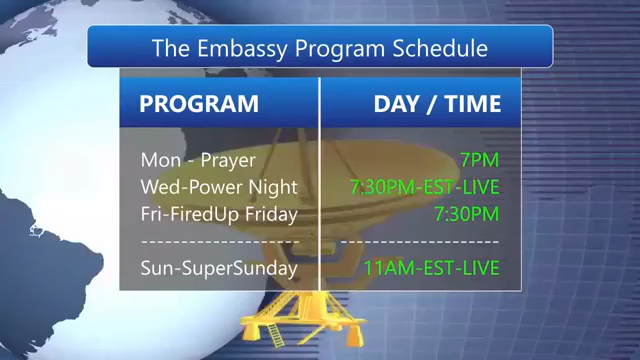 The Embassy Program Schedule
PROGRAM DAY / TIME
Mon - Prayer 7PM
Wed-Power Night 7:30PM-EST-LIVE
Fri-FiredUp Friday 7:30PM
-------------------- --------------------
Sun-SuperSunday 11AM-EST-LIVE